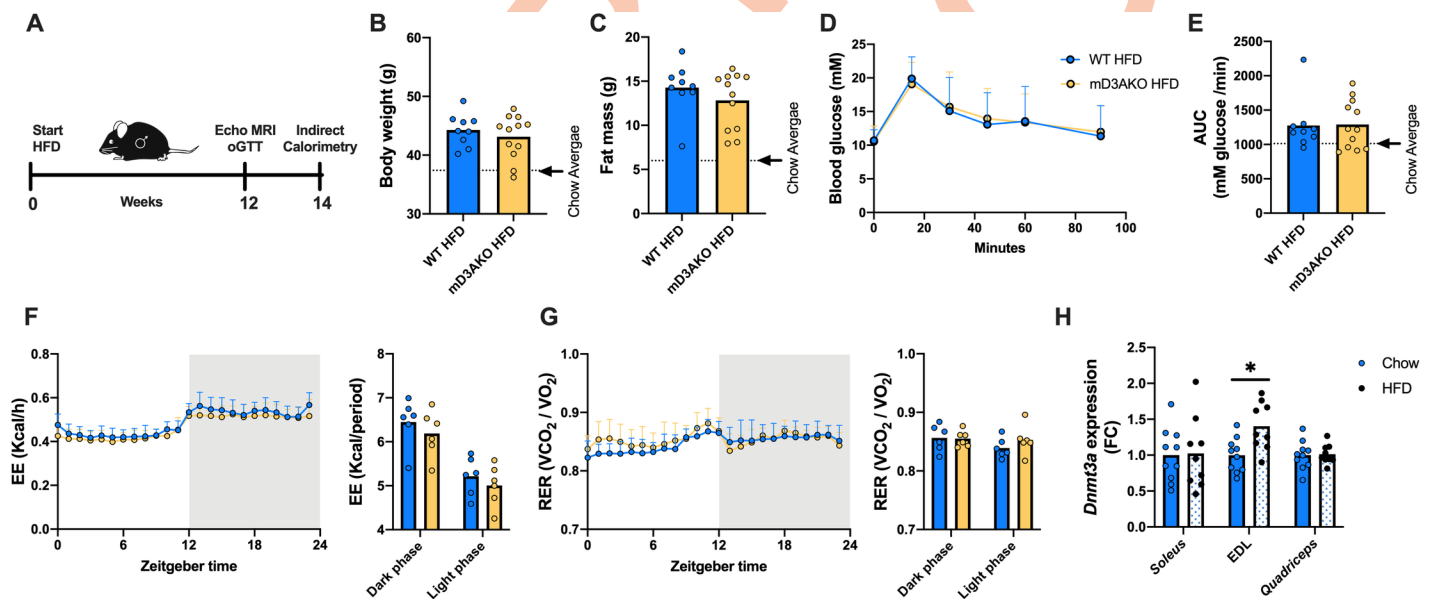 A
Start
HFD
Echo MRI
oGTT
Indirect
Calorimetry
0
Weeks
12
14
B
Body weight (g)
60
50
40
30
WT HFD
mD3AKO HFD
Chow Avergae
C
Fat mass (g)
20
15
10
5
0
WT HFD
mD3AKO HFD
Chow Avergae
D
Blood glucose (mM)
25
20
15
10
5
0
0
20
40
60
80
100
Minutes
WT HFD
mD3AKO HFD
E
AUC
(mM glucose /min)
2500
2000
1500
1000
500
0
WT HFD
mD3AKO HFD
Chow Avergae
F
EE (Kcal/h)
0.8
0.6
0.4
0.2
0.0
0
6
12
18
24
Zeitgeber time
EE (Kcal/period)
8
7
6
5
4
Dark phase
Light phase
G
RER (VCO2 / VO2)
1.0
0.9
0.8
0.7
0
6
12
18
24
Zeitgeber time
RER (VCO2 / VO2)
1.0
0.9
0.8
0.7
Dark phase
Light phase
H
Dnmt3a expression
(FC)
2.5
2.0
1.5
1.0
0.5
0.0
*
Soleus
EDL
Quadriceps
Chow
HFD